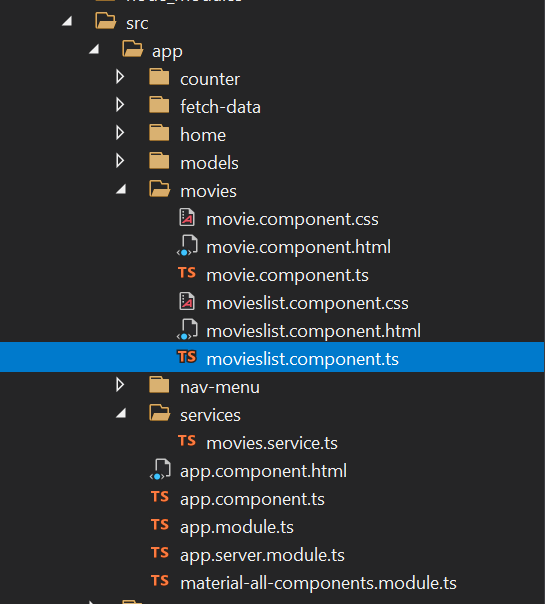 node_modules
src
app
counter
fetch-data
home
models
movies
movie.component.css
movie.component.html
TS movie.component.ts
movieslist.component.css
movieslist.component.html
TS movieslist.component.ts
nav-menu
services
TS movies.service.ts
app.component.html
TS app.component.ts
TS app.module.ts
TS app.server.module.ts
TS material-all-components.module.ts